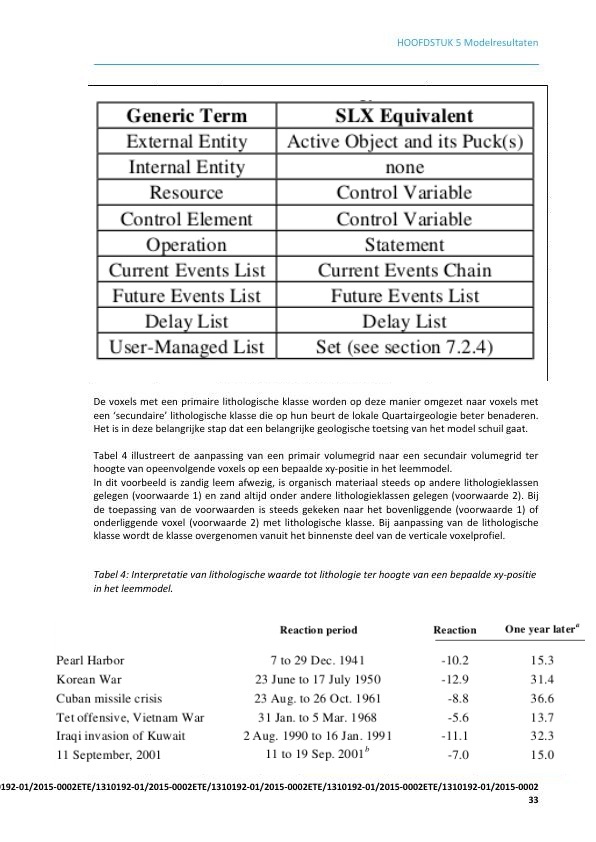 HOOFDSTUK 5 Modelresultaten
Generic Term SLX Equivalent
External Entity Active Object and its Puck(s)
Internal Entity none
Resource Control Variable
Control Element Control Variable
Operation Statement
Current Events List Current Events Chain
Future Events List Future Events List
Delay List Delay List
User-Managed List Set (see section 7.2.4)
De voxels met een primaire lithologische klasse worden op deze manier omgezet naar voxels met
een ‘secundaire’ lithologische klasse die op hun beurt de lokale Quartairgeologie beter benaderen.
Het is in deze belangrijke stap dat een belangrijke geologische toetsing van het model schuil gaat.
Tabel 4 illustreert de aanpassing van een primair volumegrid naar een secundair volumegrid ter
hoogte van opeenvolgende voxels op een bepaalde xy-positie in het leemmodel.
In dit voorbeeld is zandig leem afwezig, is organisch materiaal steeds op andere lithologieklassen
gelegen (voorwaarde 1) en zand altijd onder andere lithologieklassen gelegen (voorwaarde 2). Bij
de toepassing van de voorwaarden is steeds gekeken naar het bovenliggende (voorwaarde 1) of
onderliggende voxel (voorwaarde 2) met lithologische klasse. Bij aanpassing van de lithologische
klasse wordt de klasse overgenomen vanuit het binnenste deel van de verticale voxelprofiel.
Tabel 4: Interpretatie van lithologische waarde tot lithologie ter hoogte van een bepaalde xy-positie
in het leemmodel.
Reaction period Reaction One year later a
Pearl Harbor 7 to 29 Dec. 1941 -10.2 15.3
Korean War 23 June to 17 July 1950 -12.9 31.4
Cuban missile crisis 23 Aug. to 26 Oct. 1961 -8.8 36.6
Tet offensive, Vietnam War 31 Jan. to 5 Mar. 1968 -5.6 13.7
Iraqi invasion of Kuwait 2 Aug. 1990 to 16 Jan. 1991 -11.1 32.3
11 September, 2001 11 to 19 Sep. 2001 b -7.0 15.0
192-01/2015-0002ETE/1310192-01/2015-0002ETE/1310192-01/2015-0002ETE/1310192-01/2015-0002
33